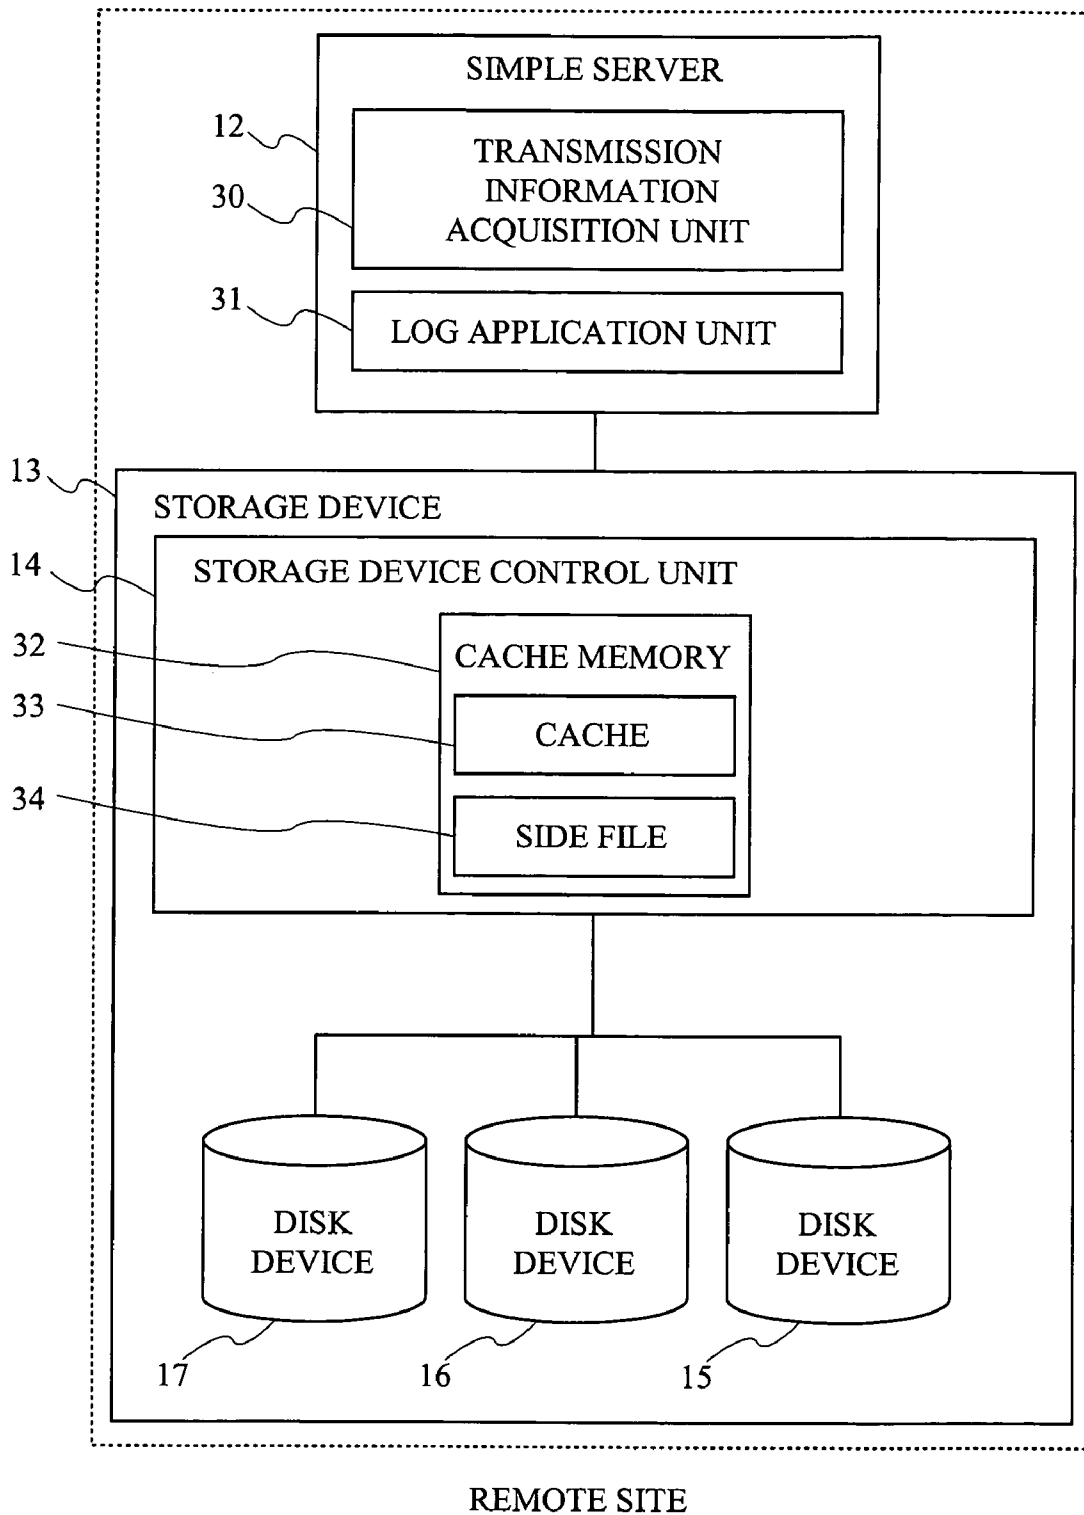 SIMPLE SERVER
12
TRANSMISSION
INFORMATION
ACQUISITION UNIT
30
31
LOG APPLICATION UNIT
13
STORAGE DEVICE
14
STORAGE DEVICE CONTROL UNIT
32
CACHE MEMORY
33
CACHE
34
SIDE FILE
DISK
DEVICE
DISK
DEVICE
DISK
DEVICE
17
16
15
REMOTE SITE